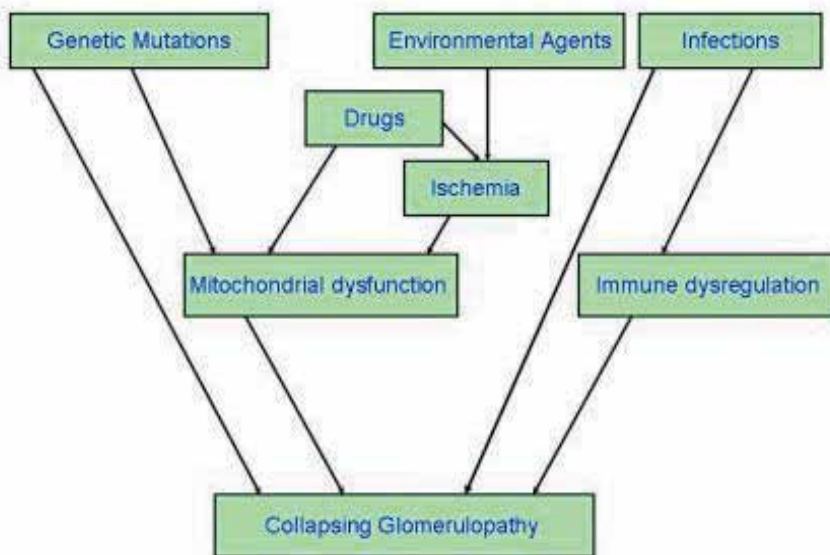 Genetic Mutations
Environmental Agents
Infections
Drugs
Ischemia
Mitochondrial dysfunction
Immune dysregulation
Collapsing Glomerulopathy